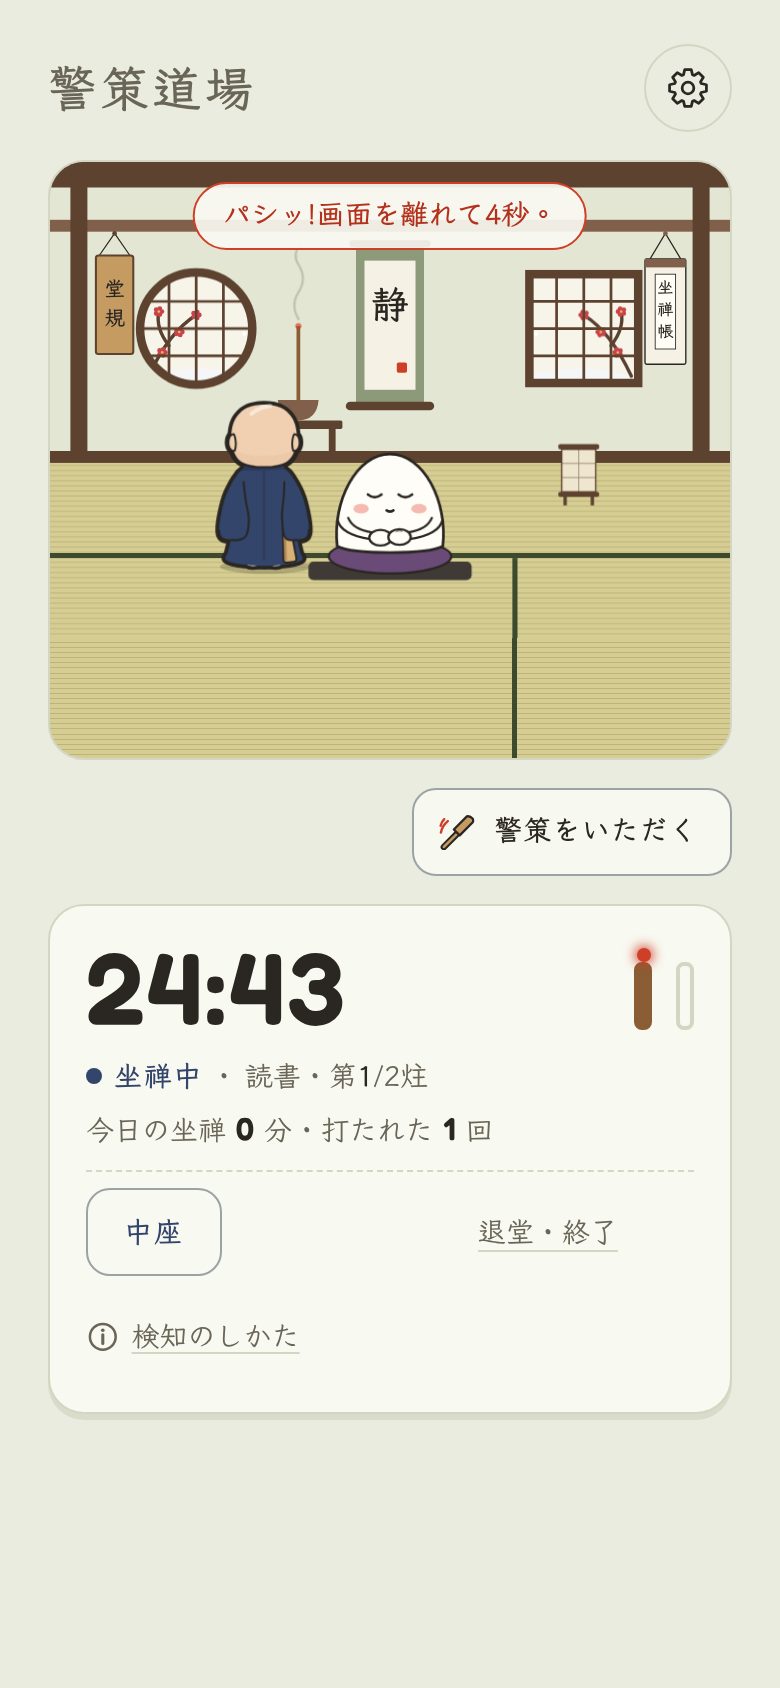 警策道場
パシッ!画面を離れて4秒。
堂規
静
坐禅帳
警策をいただく
24:43
坐禅中 ・ 読書・第1/2炷
今日の坐禅 0 分・打たれた 1 回
中座
退堂・終了
検知のしかた